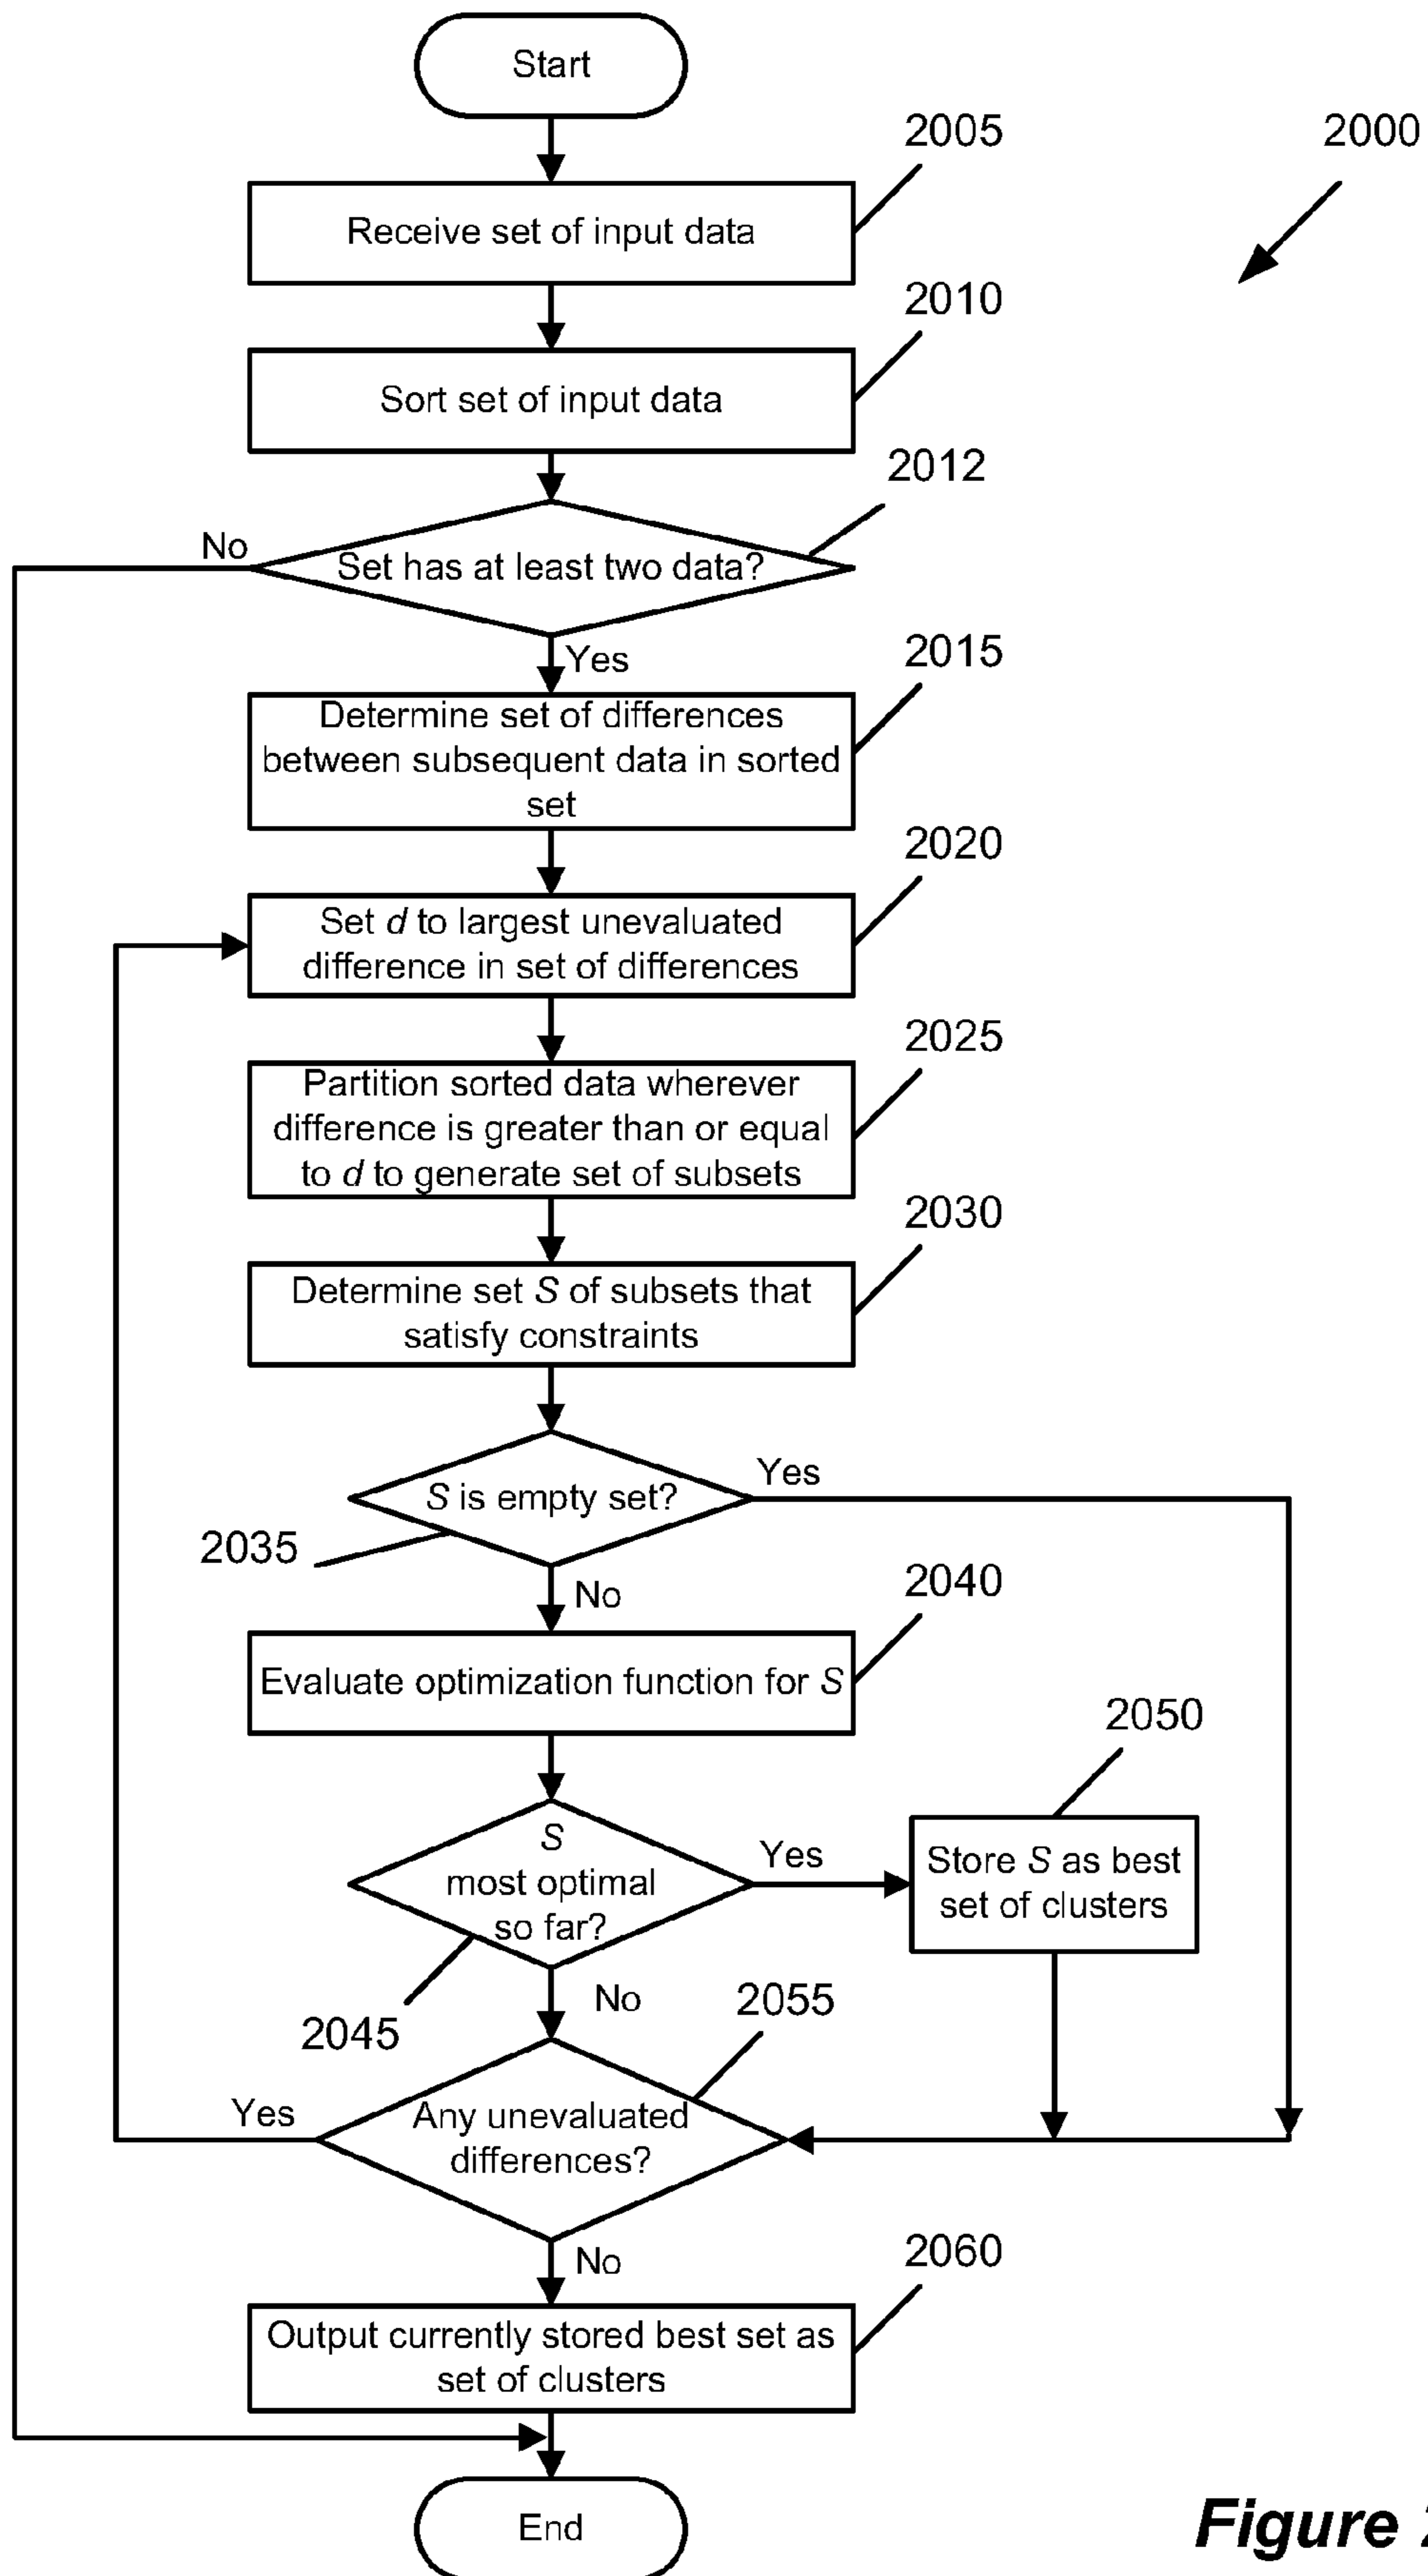 Start
2005
2000
Receive set of input data
2010
Sort set of input data
2012
No
Set has at least two data?
Yes
2015
Determine set of differences
between subsequent data in sorted
set
2020
Set d to largest unevaluated
difference in set of differences
2025
Partition sorted data wherever
difference is greater than or equal
to d to generate set of subsets
2030
Determine set S of subsets that
satisfy constraints
Yes
S is empty set?
2035
No
2040
Evaluate optimization function for S
2050
S
most optimal
so far?
Yes
Store S as best
set of clusters
No
2055
2045
Yes
Any unevaluated
differences?
No
2060
Output currently stored best set as
set of clusters
End
Figure